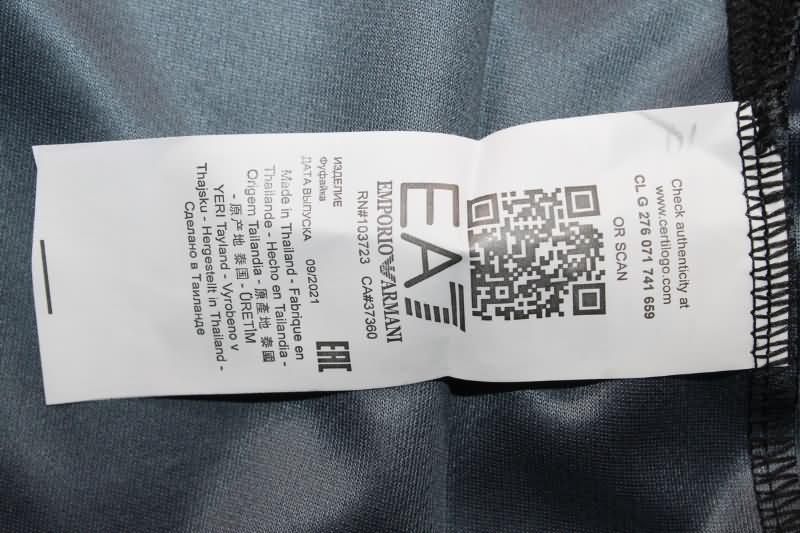 Check authenticity at
www.certilogo.com
CL G 276 071 741 659
OR SCAN
EA7
EMPORIO ARMANI
RN#103723 CA#37360
ИЗДЕЛИЕ
Фуфайка
ДАТА ВЫПУСКА 09/2021
EAC
Made in Thailand - Fabrique en
Thailande - Hecho en Tailandia -
Origem Tailandia - 原產地 泰國
- 原产地 泰国 - ÜRETİM
YERI Tayland - Vyrobeno v
Thajsku - Hergestellt in Thailand -
Сделано в Таиланде